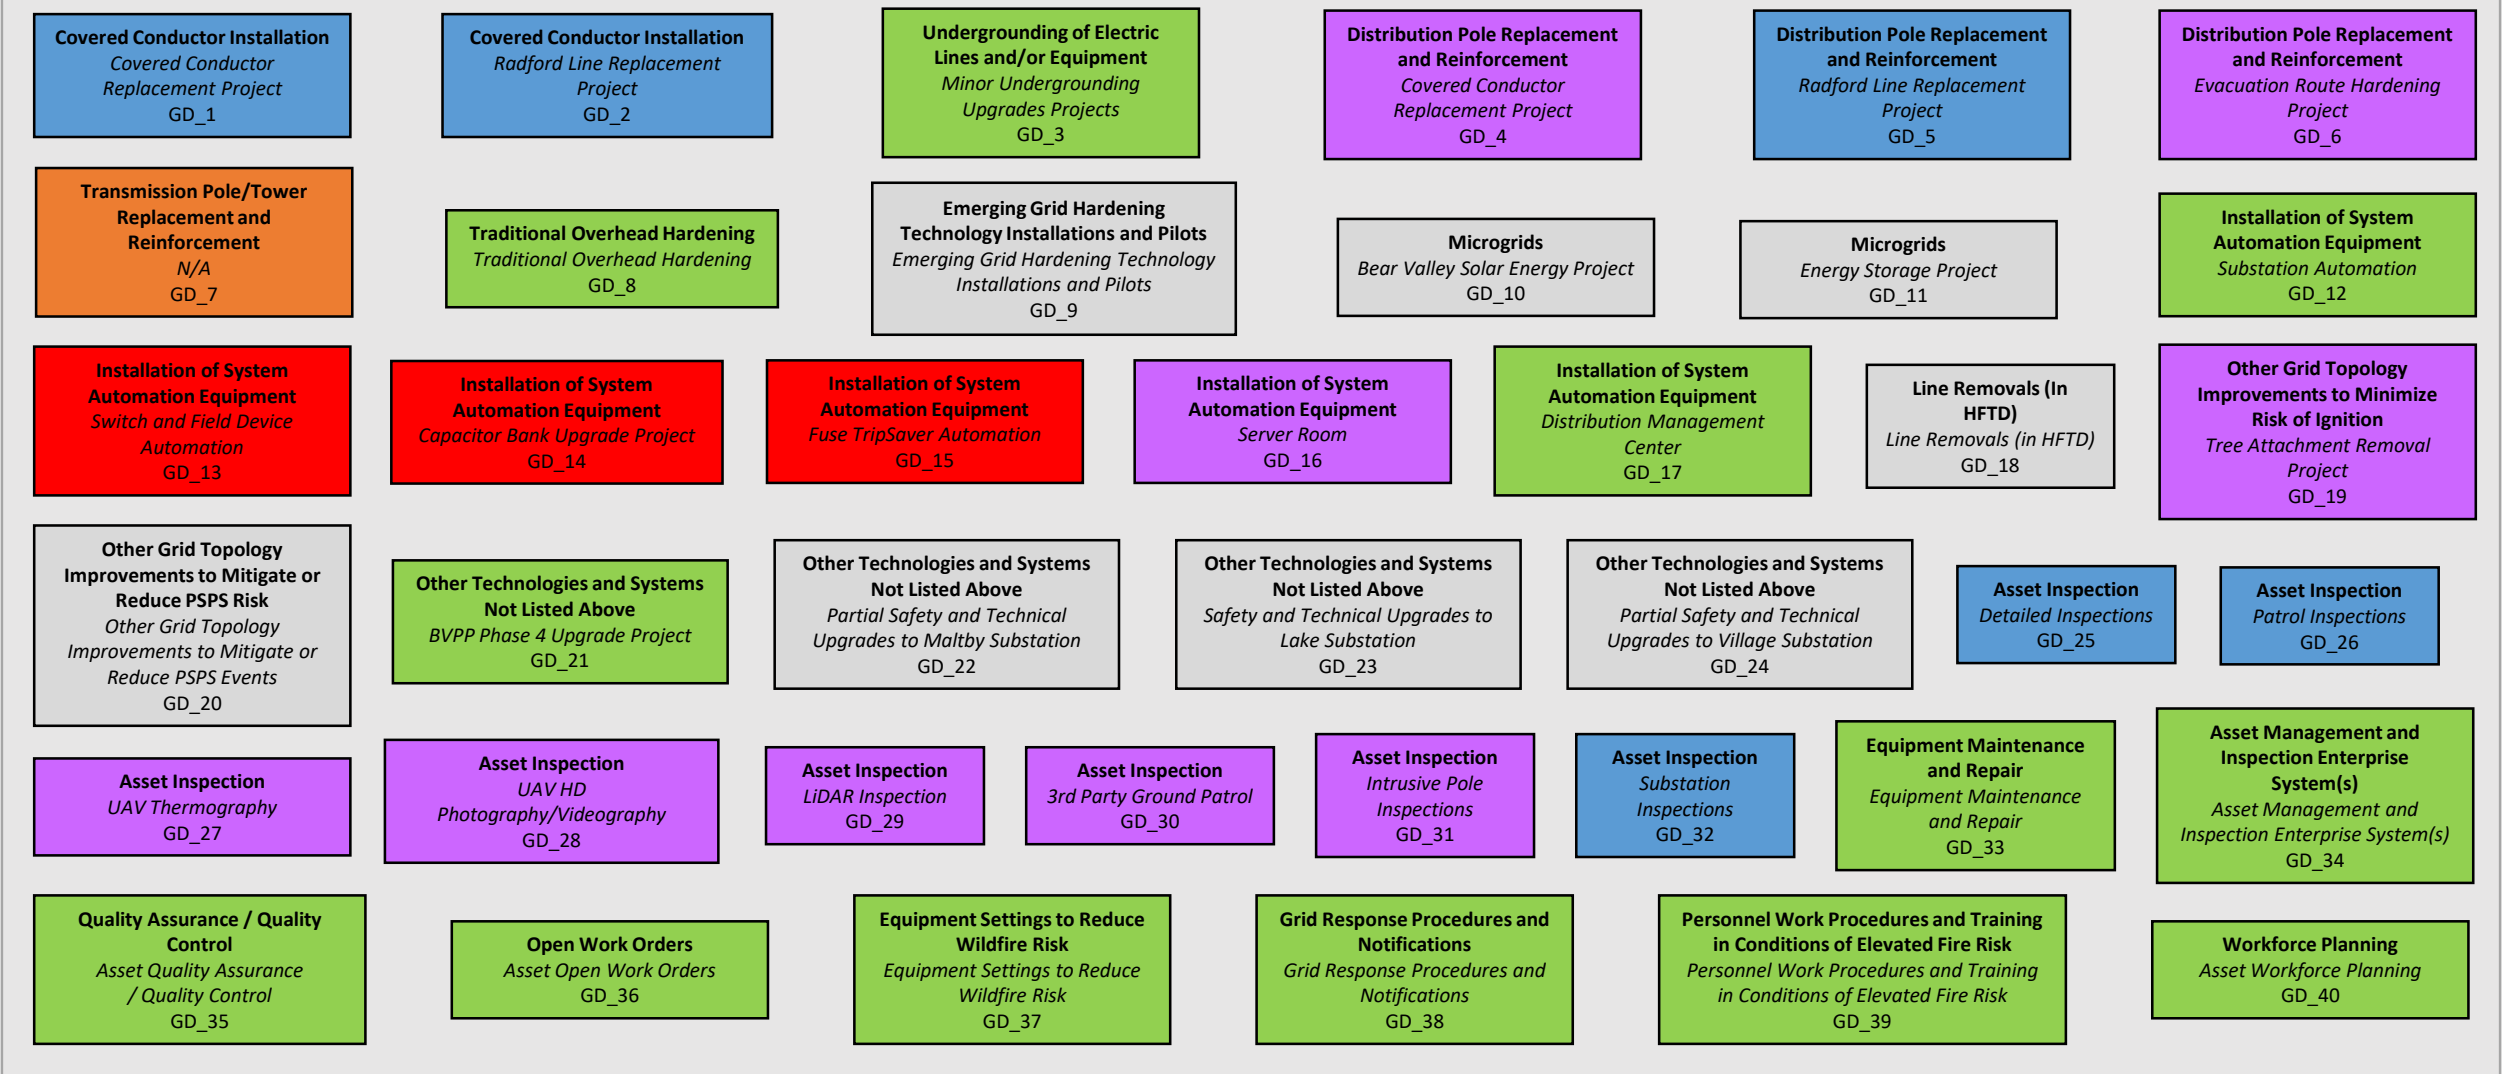 Covered Conductor Installation
Covered Conductor
Replacement Project
GD_1
Covered Conductor Installation
Radford Line Replacement
Project
GD_2
Undergrounding of Electric
Lines and/or Equipment
Minor Undergrounding
Upgrades Projects
GD_3
Distribution Pole Replacement
and Reinforcement
Covered Conductor
Replacement Project
GD_4
Distribution Pole Replacement
and Reinforcement
Radford Line Replacement
Project
GD_5
Distribution Pole Replacement
and Reinforcement
Evacuation Route Hardening
Project
GD_6
Transmission Pole/Tower
Replacement and
Reinforcement
N/A
GD_7
Traditional Overhead Hardening
Traditional Overhead Hardening
GD_8
Emerging Grid Hardening
Technology Installations and Pilots
Emerging Grid Hardening Technology
Installations and Pilots
GD_9
Microgrids
Bear Valley Solar Energy Project
GD_10
Microgrids
Energy Storage Project
GD_11
Installation of System
Automation Equipment
Substation Automation
GD_12
Installation of System
Automation Equipment
Switch and Field Device
Automation
GD_13
Installation of System
Automation Equipment
Capacitor Bank Upgrade Project
GD_14
Installation of System
Automation Equipment
Fuse TripSaver Automation
GD_15
Installation of System
Automation Equipment
Server Room
GD_16
Installation of System
Automation Equipment
Distribution Management
Center
GD_17
Line Removals (In
HFTD)
Line Removals (in HFTD)
GD_18
Other Grid Topology
Improvements to Minimize
Risk of Ignition
Tree Attachment Removal
Project
GD_19
Other Grid Topology
Improvements to Mitigate or
Reduce PSPS Risk
Other Grid Topology
Improvements to Mitigate or
Reduce PSPS Events
GD_20
Other Technologies and Systems
Not Listed Above
BVPP Phase 4 Upgrade Project
GD_21
Other Technologies and Systems
Not Listed Above
Partial Safety and Technical
Upgrades to Maltby Substation
GD_22
Other Technologies and Systems
Not Listed Above
Safety and Technical Upgrades to
Lake Substation
GD_23
Other Technologies and Systems
Not Listed Above
Partial Safety and Technical
Upgrades to Village Substation
GD_24
Asset Inspection
Detailed Inspections
GD_25
Asset Inspection
Patrol Inspections
GD_26
Asset Inspection
UAV Thermography
GD_27
Asset Inspection
UAV HD
Photography/Videography
GD_28
Asset Inspection
LiDAR Inspection
GD_29
Asset Inspection
3rd Party Ground Patrol
GD_30
Asset Inspection
Intrusive Pole
Inspections
GD_31
Asset Inspection
Substation
Inspections
GD_32
Equipment Maintenance
and Repair
Equipment Maintenance
and Repair
GD_33
Asset Management and
Inspection Enterprise
System(s)
Asset Management and
Inspection Enterprise System(s)
GD_34
Quality Assurance / Quality
Control
Asset Quality Assurance
/ Quality Control
GD_35
Open Work Orders
Asset Open Work Orders
GD_36
Equipment Settings to Reduce
Wildfire Risk
Equipment Settings to Reduce
Wildfire Risk
GD_37
Grid Response Procedures and
Notifications
Grid Response Procedures and
Notifications
GD_38
Personnel Work Procedures and Training
in Conditions of Elevated Fire Risk
Personnel Work Procedures and Training
in Conditions of Elevated Fire Risk
GD_39
Workforce Planning
Asset Workforce Planning
GD_40